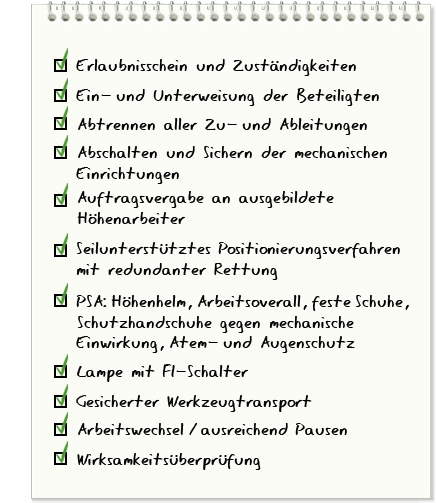 Erlaubnisschein und Zuständigkeiten
Ein- und Unterweisung der Beteiligten
Abtrennen aller Zu- und Ableitungen
Abschalten und Sichern der mechanischen
Einrichtungen
Auftragsvergabe an ausgebildete
Höhenarbeiter
Seilunterstütztes Positionierungsverfahren
mit redundanter Rettung
PSA: Höhenhelm, Arbeitsoverall, feste Schuhe,
Schutzhandschuhe gegen mechanische
Einwirkung, Atem- und Augenschutz
Lampe mit FI-Schalter
Gesicherter Werkzeugtransport
Arbeitswechsel / ausreichend Pausen
Wirksamkeitsüberprüfung